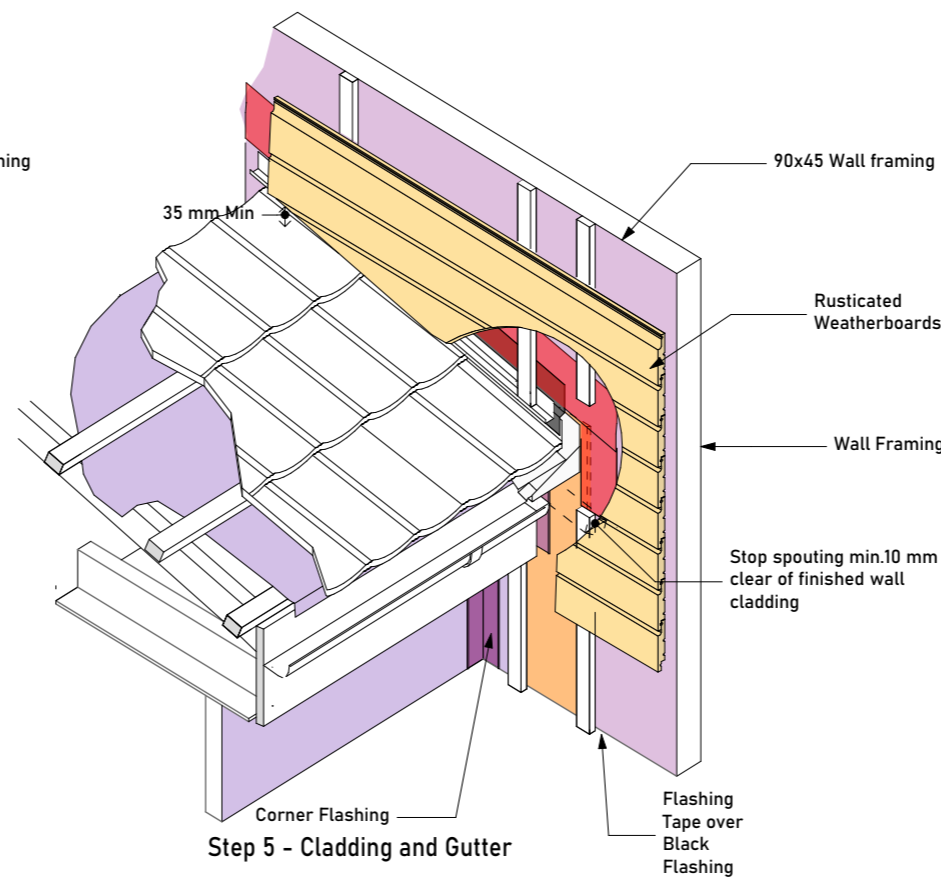 ning
90x45 Wall framing
35 mm Min
Rusticated
Weatherboards
Wall Framing
Stop spouting min.10 mm
clear of finished wall
cladding
Corner Flashing
Flashing
Tape over
Black
Flashing
Step 5 - Cladding and Gutter